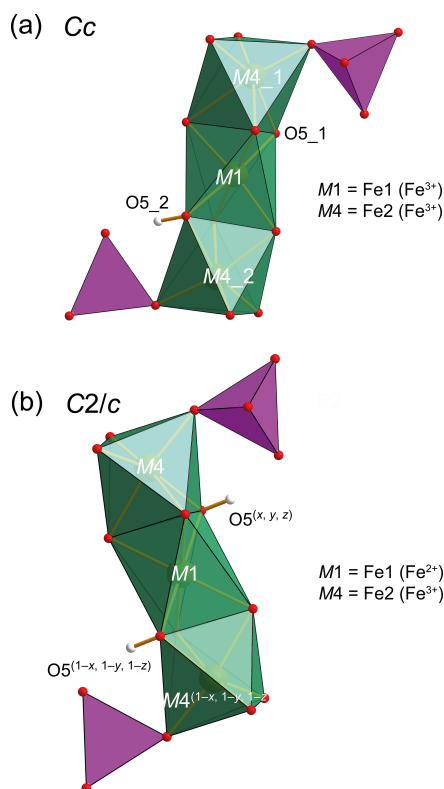 (a) Cc
M4_1
O5_1
M1
M1 = Fe1 (Fe³⁺)
M4 = Fe2 (Fe³⁺)
O5_2
M4_2
(b) C2/c
M4
O5⁽ˣ, ʸ, ᶻ⁾
M1
M1 = Fe1 (Fe²⁺)
M4 = Fe2 (Fe³⁺)
O5⁽¹⁻ˣ, ¹⁻ʸ, ¹⁻ᶻ⁾
M4⁽¹⁻ˣ, ¹⁻ʸ, ¹⁻ᶻ